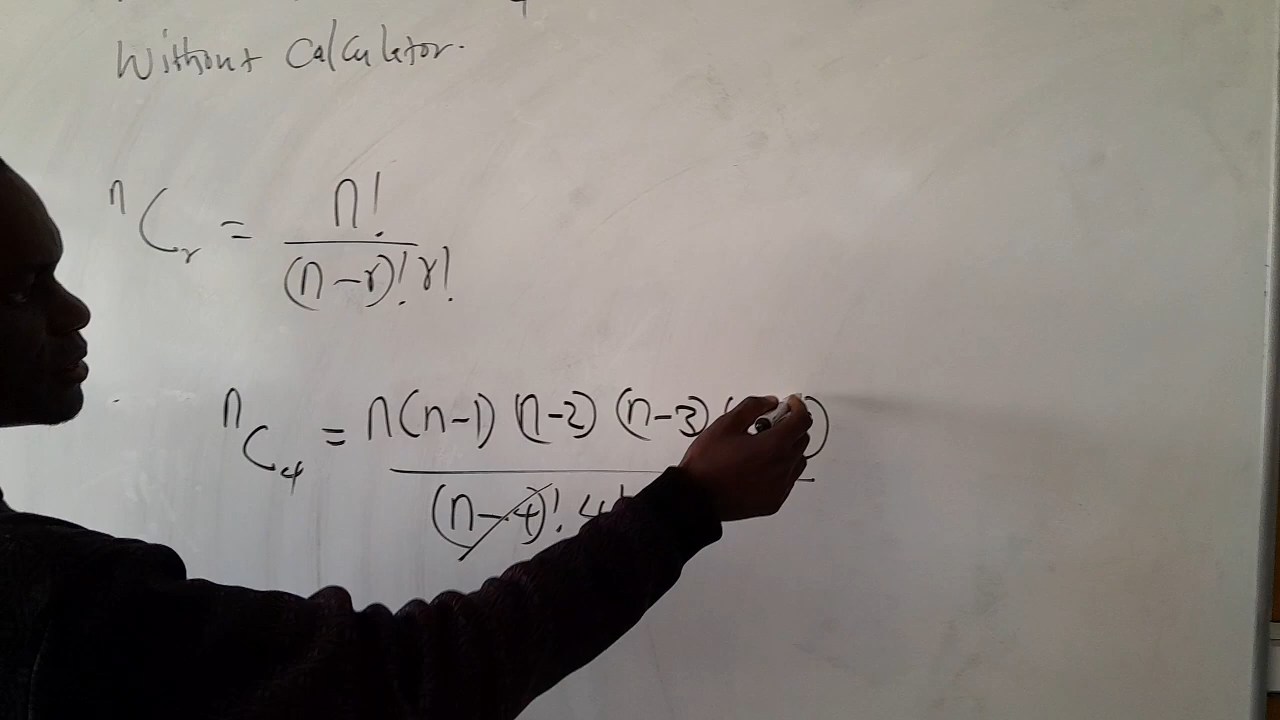 Without Calculator.
ⁿCᵣ = n! / (n-r)! r!
ⁿC₄ = n(n-1) (n-2) (n-3) ( ) / (n-4)! 4